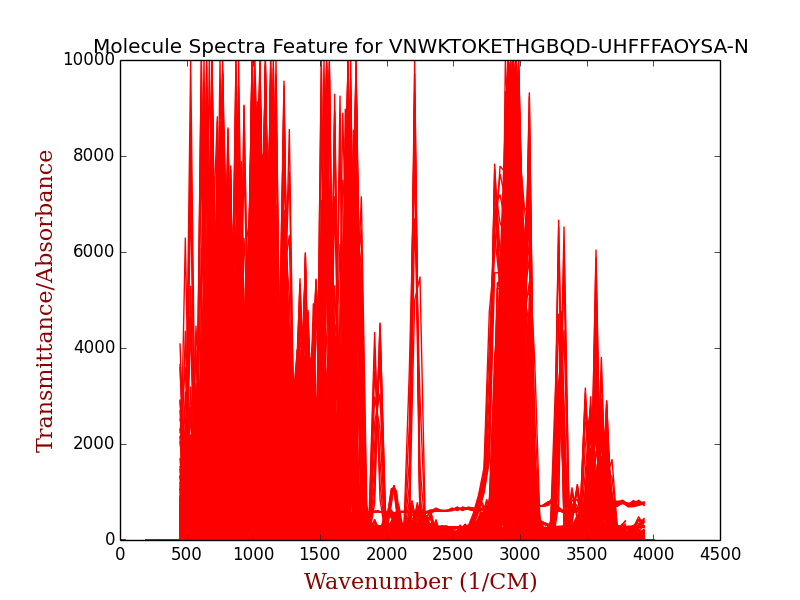 Molecule Spectra Feature for VNWKTOKETHGBQD-UHFFFAOYSA-N
10000
8000
6000
4000
2000
0
Transmittance/Absorbance
0 500 1000 1500 2000 2500 3000 3500 4000 4500
Wavenumber (1/CM)